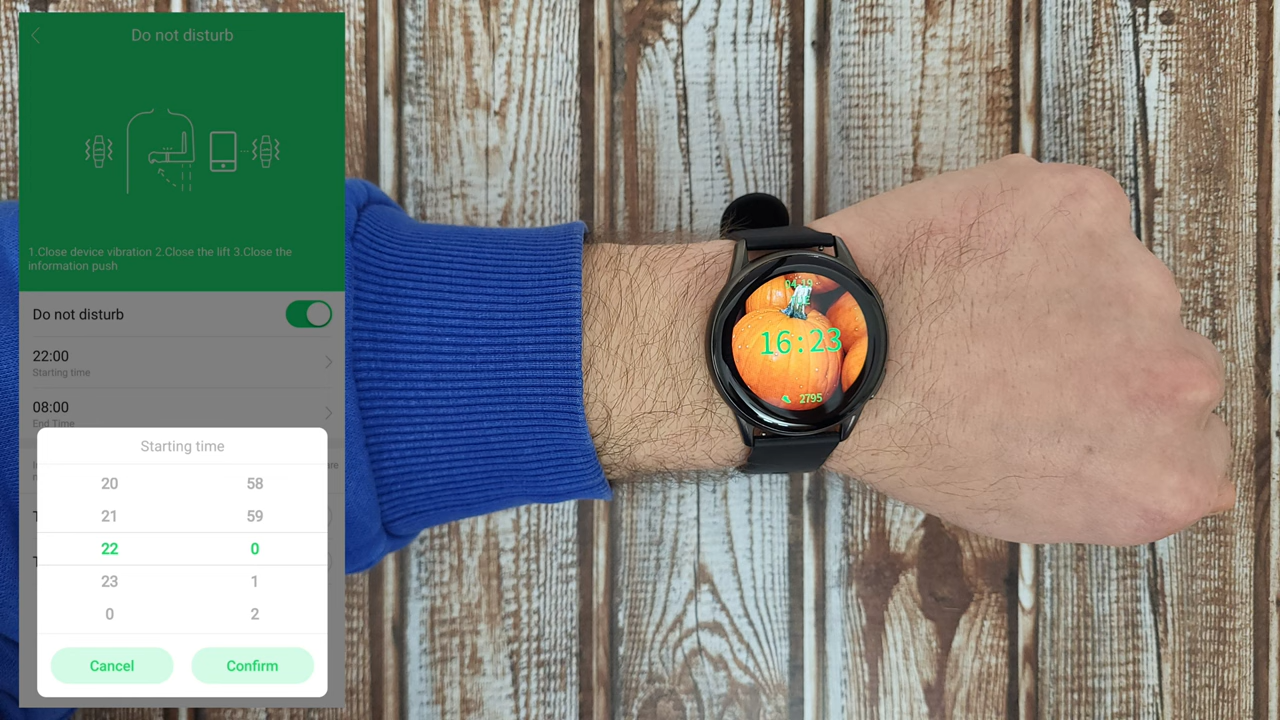 Do not disturb
1.Close device vibration 2.Close the lift 3.Close the
information push
Do not disturb
22:00
Starting time
08:00
End Time
Starting time
20 58
21 59
22 0
23 1
0 2
Cancel Confirm
04-19
16:23
2795